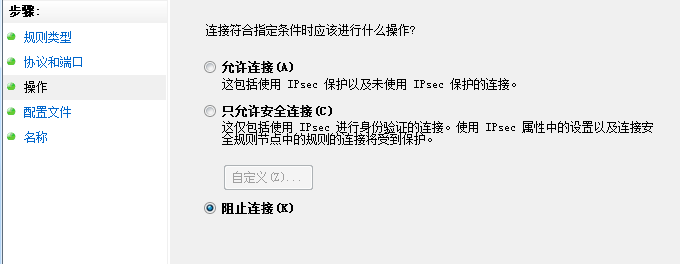 步骤:
规则类型
协议和端口
操作
配置文件
名称
连接符合指定条件时应该进行什么操作?
允许连接(A)
这包括使用 IPsec 保护以及未使用 IPsec 保护的连接。
只允许安全连接(C)
这仅包括使用 IPsec 进行身份验证的连接。使用 IPsec 属性中的设置以及连接安
全规则节点中的规则的连接将受到保护。
自定义(Z)...
阻止连接(K)